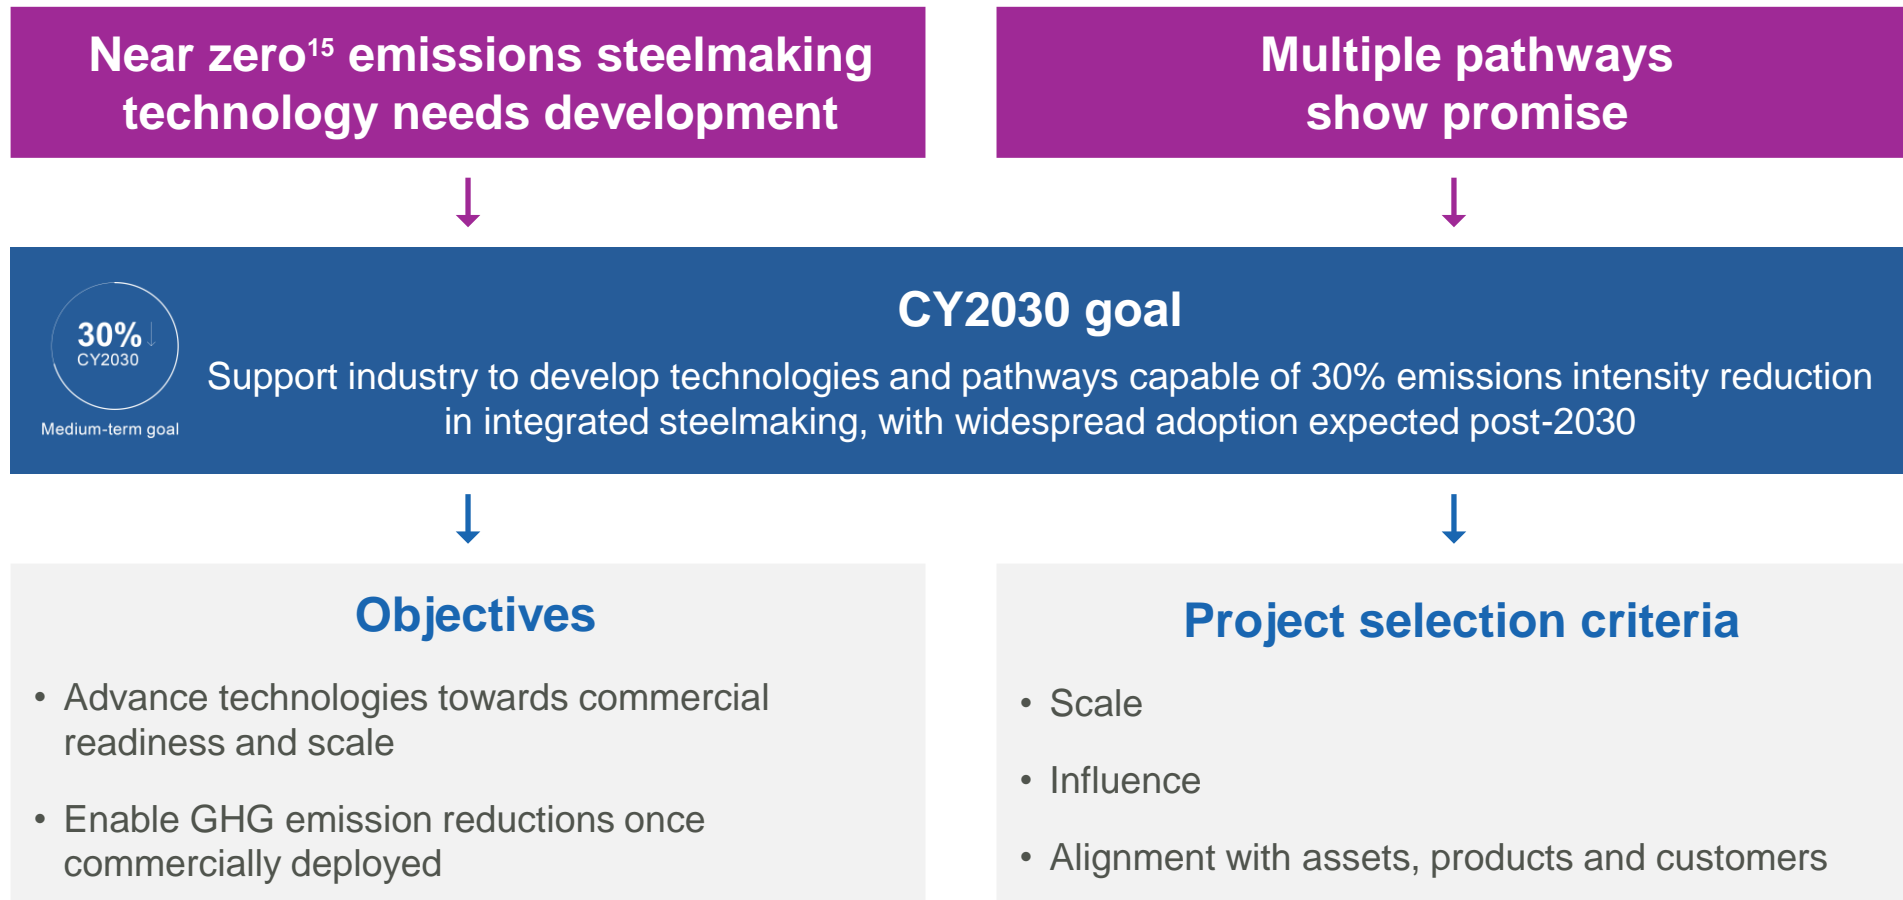 Near zero15 emissions steelmaking
technology needs development
Multiple pathways
show promise
30%↓
CY2030
Medium-term goal
CY2030 goal
Support industry to develop technologies and pathways capable of 30% emissions intensity reduction
in integrated steelmaking, with widespread adoption expected post-2030
Objectives
• Advance technologies towards commercial
readiness and scale
• Enable GHG emission reductions once
commercially deployed
Project selection criteria
• Scale
• Influence
• Alignment with assets, products and customers